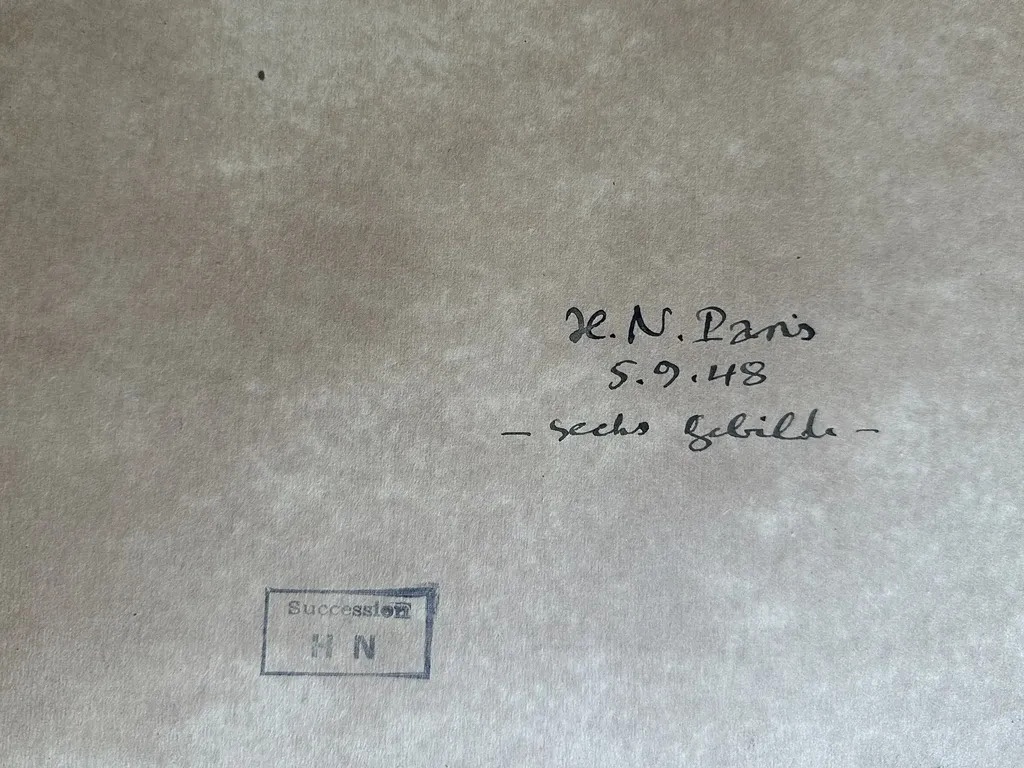 H.N. Paris
5.9.48
– sechs Gebilde –
Succession
H N